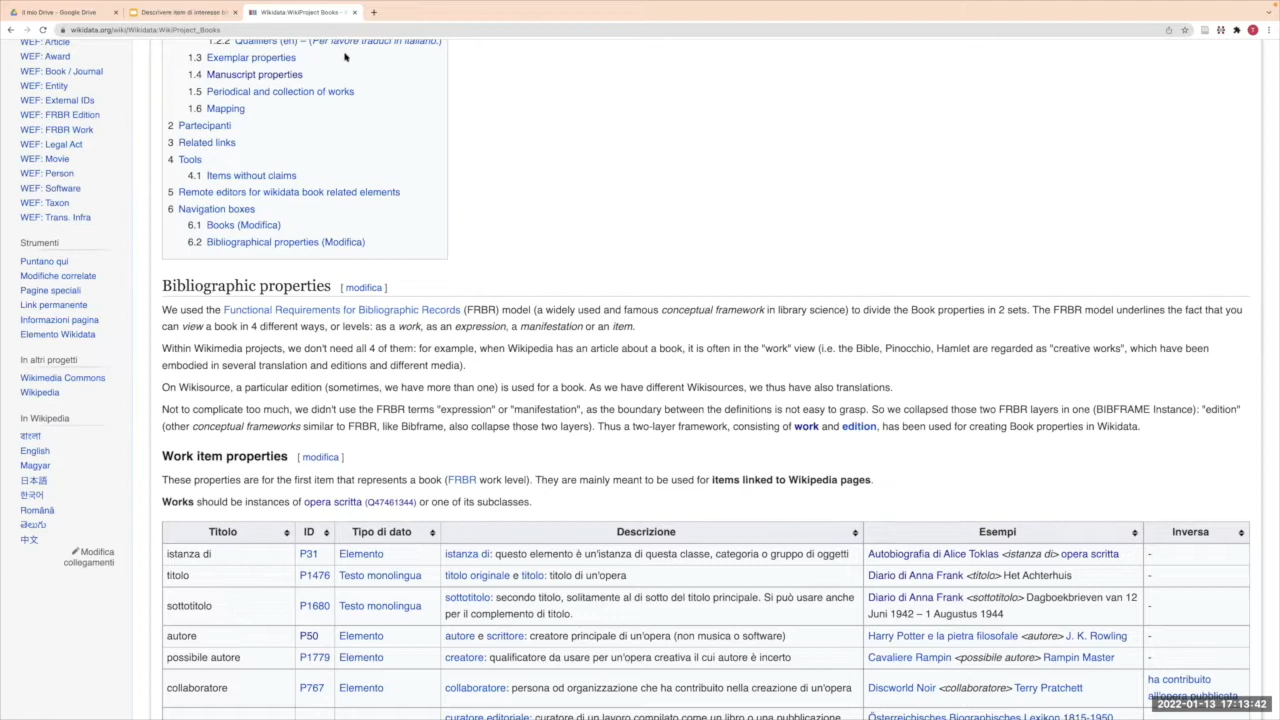 Il mio Drive - Google Drive
Descrivere item di interesse bi
Wikidata:WikiProject Books -
wikidata.org/wiki/Wikidata:WikiProject_Books
WEF: Article
WEF: Award
WEF: Book / Journal
WEF: Entity
WEF: External IDs
WEF: FRBR Edition
WEF: FRBR Work
WEF: Legal Act
WEF: Movie
WEF: Person
WEF: Software
WEF: Taxon
WEF: Trans. Infra
Strumenti
Puntano qui
Modifiche correlate
Pagine speciali
Link permanente
Informazioni pagina
Elemento Wikidata
In altri progetti
Wikimedia Commons
Wikipedia
In Wikipedia
বাংলা
English
Magyar
日本語
한국어
Română
తెలుగు
中文
Modifica
collegamenti
1.2.2 Qualifiers (en) – (Per favore traduci in italiano.)
1.3 Exemplar properties
1.4 Manuscript properties
1.5 Periodical and collection of works
1.6 Mapping
2 Partecipanti
3 Related links
4 Tools
4.1 Items without claims
5 Remote editors for wikidata book related elements
6 Navigation boxes
6.1 Books (Modifica)
6.2 Bibliographical properties (Modifica)
Bibliographic properties [ modifica ]
We used the Functional Requirements for Bibliographic Records (FRBR) model (a widely used and famous conceptual framework in library science) to divide the Book properties in 2 sets. The FRBR model underlines the fact that you
can view a book in 4 different ways, or levels: as a work, as an expression, a manifestation or an item.
Within Wikimedia projects, we don't need all 4 of them: for example, when Wikipedia has an article about a book, it is often in the "work" view (i.e. the Bible, Pinocchio, Hamlet are regarded as "creative works", which have been
embodied in several translation and editions and different media).
On Wikisource, a particular edition (sometimes, we have more than one) is used for a book. As we have different Wikisources, we thus have also translations.
Not to complicate too much, we didn't use the FRBR terms "expression" or "manifestation", as the boundary between the definitions is not easy to grasp. So we collapsed those two FRBR layers in one (BIBFRAME Instance): "edition"
(other conceptual frameworks similar to FRBR, like Bibframe, also collapse those two layers). Thus a two-layer framework, consisting of work and edition, has been used for creating Book properties in Wikidata.
Work item properties [ modifica ]
These properties are for the first item that represents a book (FRBR work level). They are mainly meant to be used for items linked to Wikipedia pages.
Works should be instances of opera scritta (Q47461344) or one of its subclasses.
Titolo ID Tipo di dato Descrizione Esempi Inversa
istanza di P31 Elemento istanza di: questo elemento è un'istanza di questa classe, categoria o gruppo di oggetti Autobiografia di Alice Toklas <istanza di> opera scritta -
titolo P1476 Testo monolingua titolo originale e titolo: titolo di un'opera Diario di Anna Frank <titolo> Het Achterhuis -
sottotitolo P1680 Testo monolingua sottotitolo: secondo titolo, solitamente al di sotto del titolo principale. Si può usare anche
per il complemento di titolo. Diario di Anna Frank <sottotitolo> Dagboekbrieven van 12
Juni 1942 – 1 Augustus 1944 -
autore P50 Elemento autore e scrittore: creatore principale di un'opera (non musica o software) Harry Potter e la pietra filosofale <autore> J. K. Rowling -
possibile autore P1779 Elemento creatore: qualificatore da usare per un'opera creativa il cui autore è incerto Cavaliere Rampin <possibile autore> Rampin Master -
collaboratore P767 Elemento collaboratore: persona od organizzazione che ha contribuito nella creazione di un'opera Discworld Noir <collaboratore> Terry Pratchett ha contribuito
all'opera pubblicata
curatore editoriale: curatore di un lavoro compilato come un libro o una pubblicazione Österreichisches Biographisches Lexikon 1815-1950
2022-01-13 17:13:42